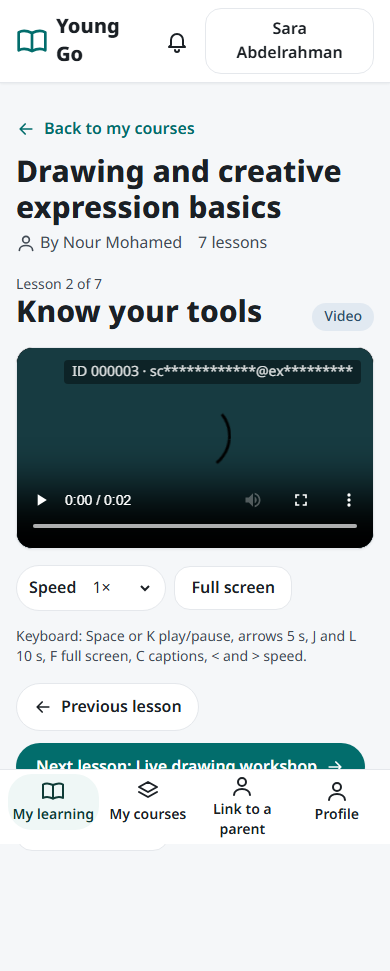 Young
Go
Sara
Abdelrahman
Back to my courses
Drawing and creative
expression basics
By Nour Mohamed 7 lessons
Lesson 2 of 7
Know your tools
Video
ID 000003 · sc************@ex*********
0:00 / 0:02
Speed 1×
Full screen
Keyboard: Space or K play/pause, arrows 5 s, J and L
10 s, F full screen, C captions, < and > speed.
Previous lesson
Next lesson: Live drawing workshop
My learning
My courses
Link to a
parent
Profile